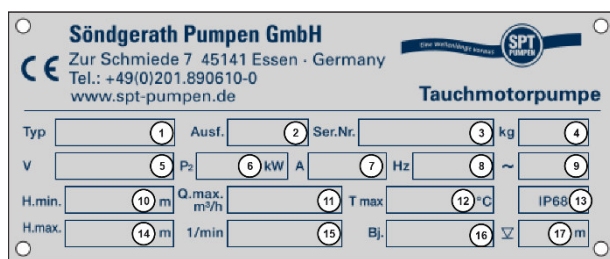 Söndgerath Pumpen GmbH
Zur Schmiede 7 45141 Essen · Germany
Tel.: +49(0)201.890610-0
www.spt-pumpen.de
CE
Eine Wellenlänge voraus
SPT
PUMPEN
Tauchmotorpumpe
Typ 1 Ausf. 2 Ser.Nr. 3 kg 4
V 5 P2 6 kW A 7 Hz 8 ~ 9
H.min. 10 m Q.max. m³/h 11 T max 12 °C IP68 13
H.max. 14 m 1/min 15 Bj. 16 17 m